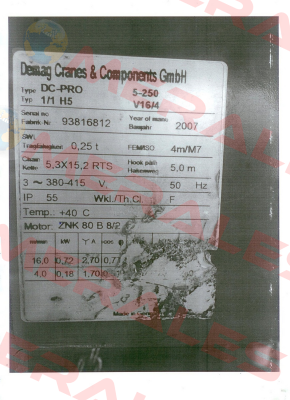 Demag Cranes & Components GmbH
Type DC-PRO 5-250
Typ 1/1 H5 V16/4
Serial no Year of manu
Fabrik Nr 93816812 Baujahr 2007
SWL
Tragfähigkeit 0,25 t FEM/ISO 4m/M7
Chain Hook path
Kette 5,3X15,2 RTS Hakenweg 5,0 m
3 ~ 380-415 V. 50 Hz
IP 55 Wkl./Th.Cl. F
Temp. +40 C
Motor: ZNK 80 B 8/2
kW A cos φ
16,0 0,72 2,70 0,7
4,0 0,18 1,70
Made in